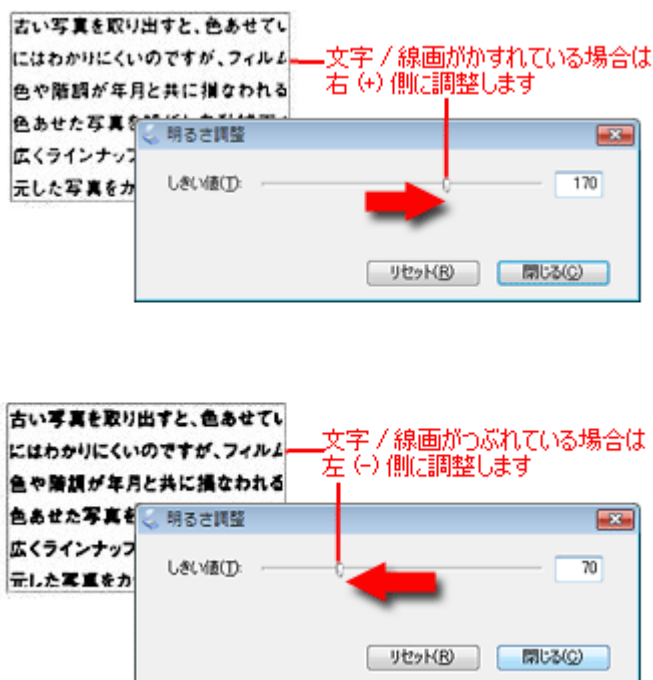 古い写真を取り出すと、色あせてい
にはわかりにくいのですが、フィルム
色や階調が年月と共に損なわれる
色あせた写真を
広くラインナップ
元した写真をカ
文字 / 線画がかすれている場合は
右 (+) 側に調整します
明るさ調整
しきい値(T): 170
リセット(R) 閉じる(C)
古い写真を取り出すと、色あせてい
にはわかりにくいのですが、フィルム
色や階調が年月と共に損なわれる
色あせた写真を
広くラインナップ
元した写真をカ
文字 / 線画がつぶれている場合は
左 (-) 側に調整します
明るさ調整
しきい値(T): 70
リセット(R) 閉じる(C)